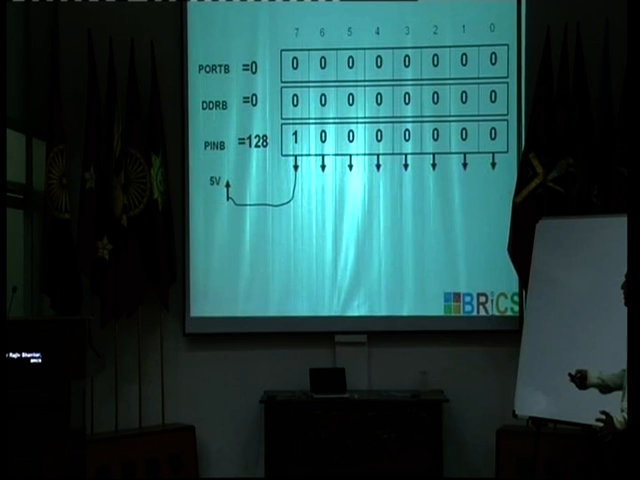 7 6 5 4 3 2 1 0
PORTB =0 0 0 0 0 0 0 0 0
DDRB =0 0 0 0 0 0 0 0 0
PINB =128 1 0 0 0 0 0 0 0
5V
BRiCS